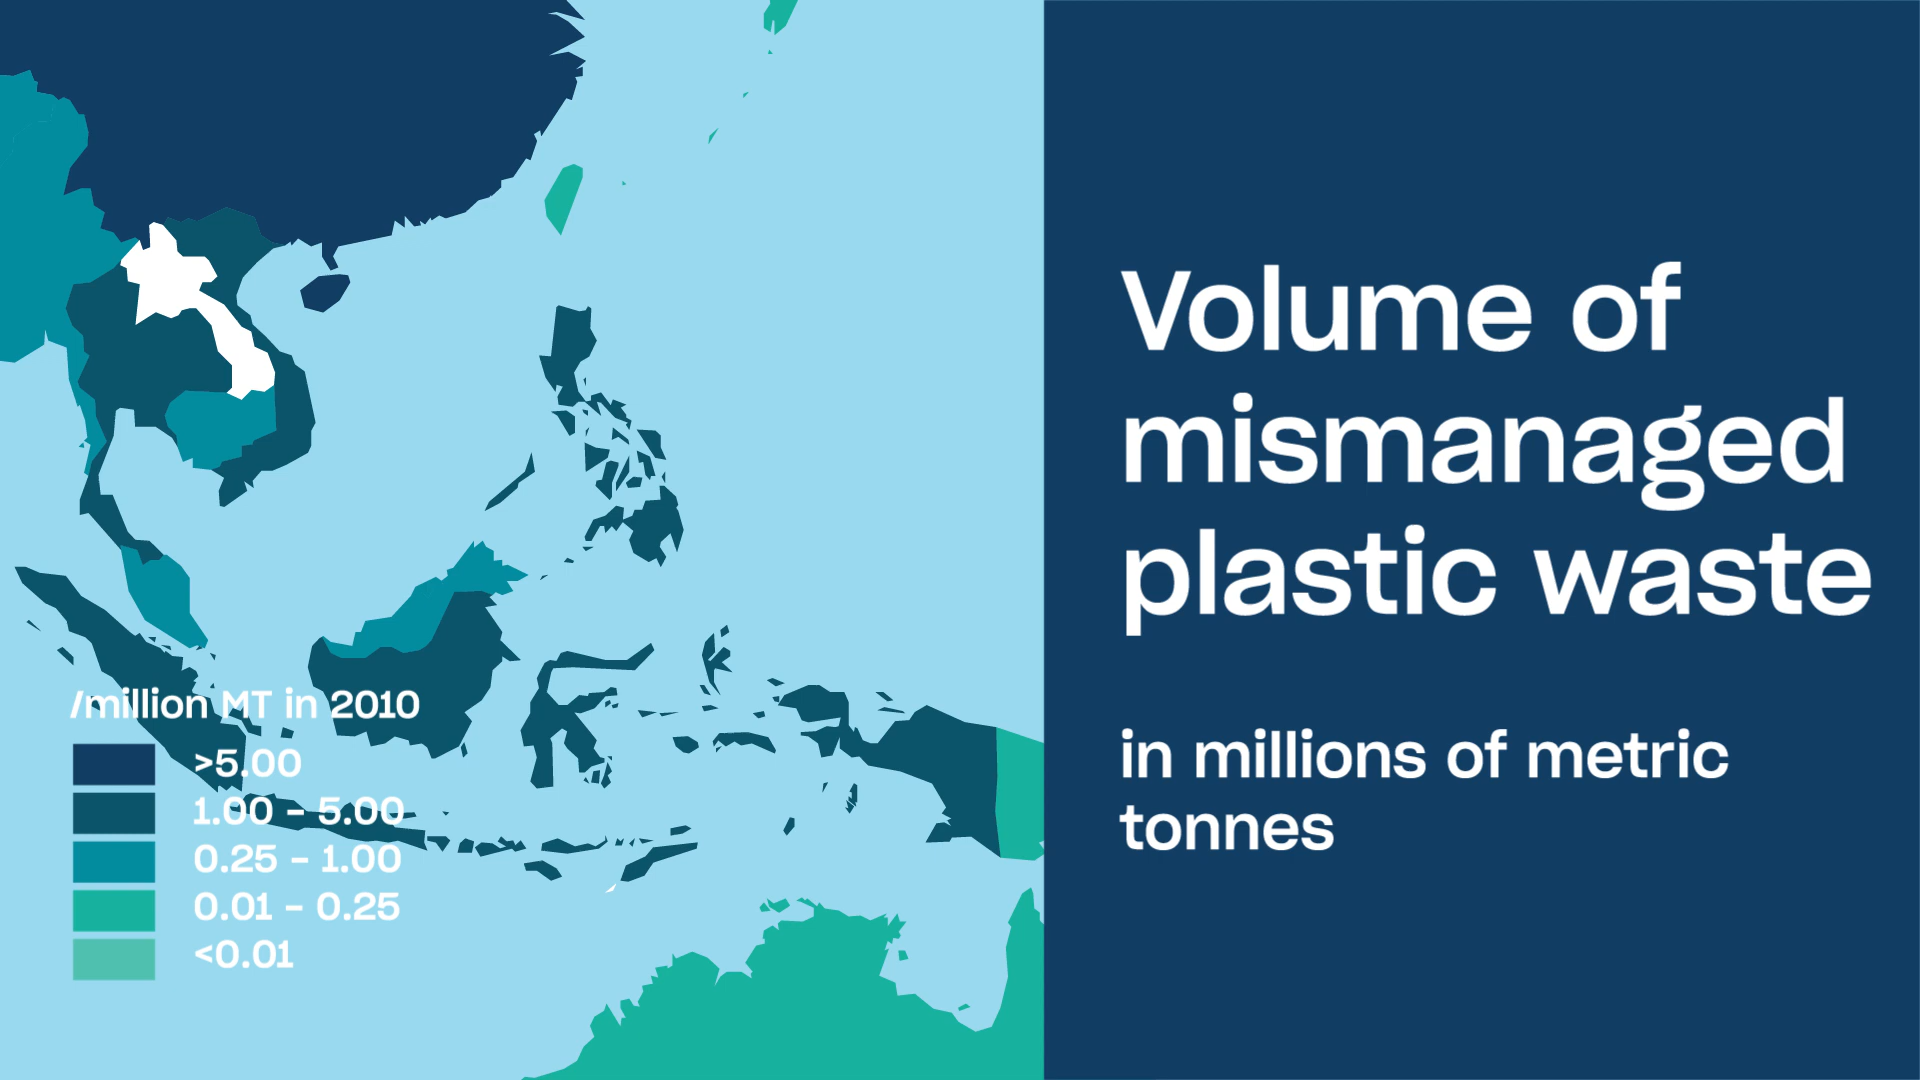 Volume of
mismanaged
plastic waste
in millions of metric
tonnes
/million MT in 2010
>5.00
1.00 - 5.00
0.25 - 1.00
0.01 - 0.25
<0.01